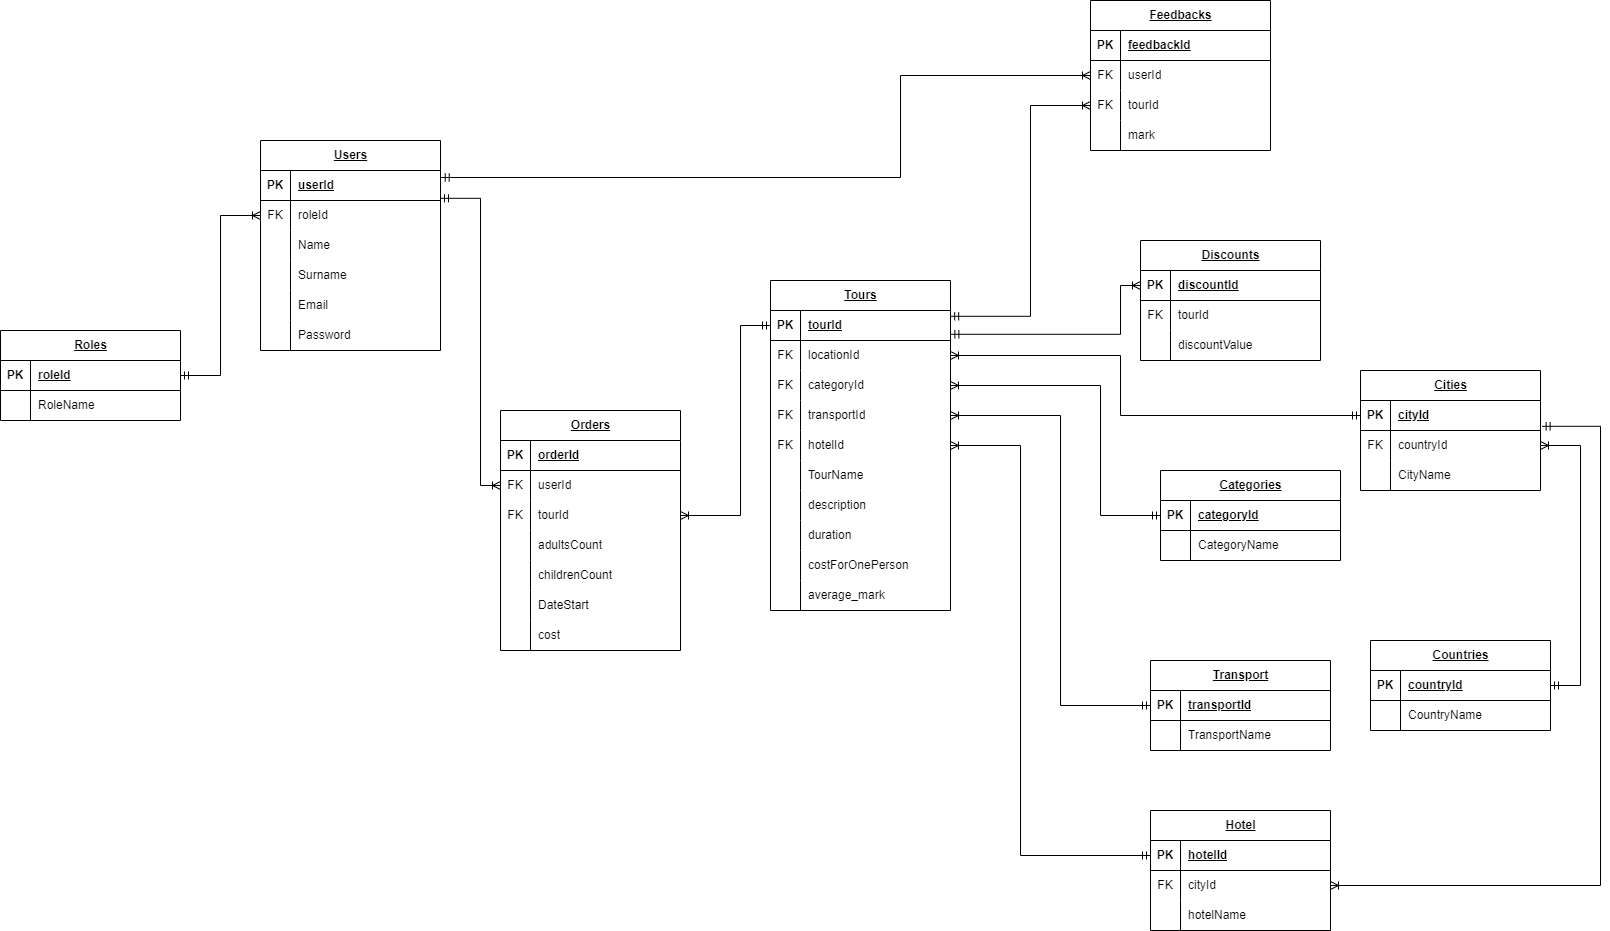 Feedbacks
PK feedbackId
FK userId
FK tourId
mark
Users
PK userId
FK roleId
Name
Surname
Email
Password
Roles
PK roleId
RoleName
Orders
PK orderId
FK userId
FK tourId
adultsCount
childrenCount
DateStart
cost
Tours
PK tourId
FK locationId
FK categoryId
FK transportId
FK hotelId
TourName
description
duration
costForOnePerson
average_mark
Discounts
PK discountId
FK tourId
discountValue
Cities
PK cityId
FK countryId
CityName
Categories
PK categoryId
CategoryName
Countries
PK countryId
CountryName
Transport
PK transportId
TransportName
Hotel
PK hotelId
FK cityId
hotelName